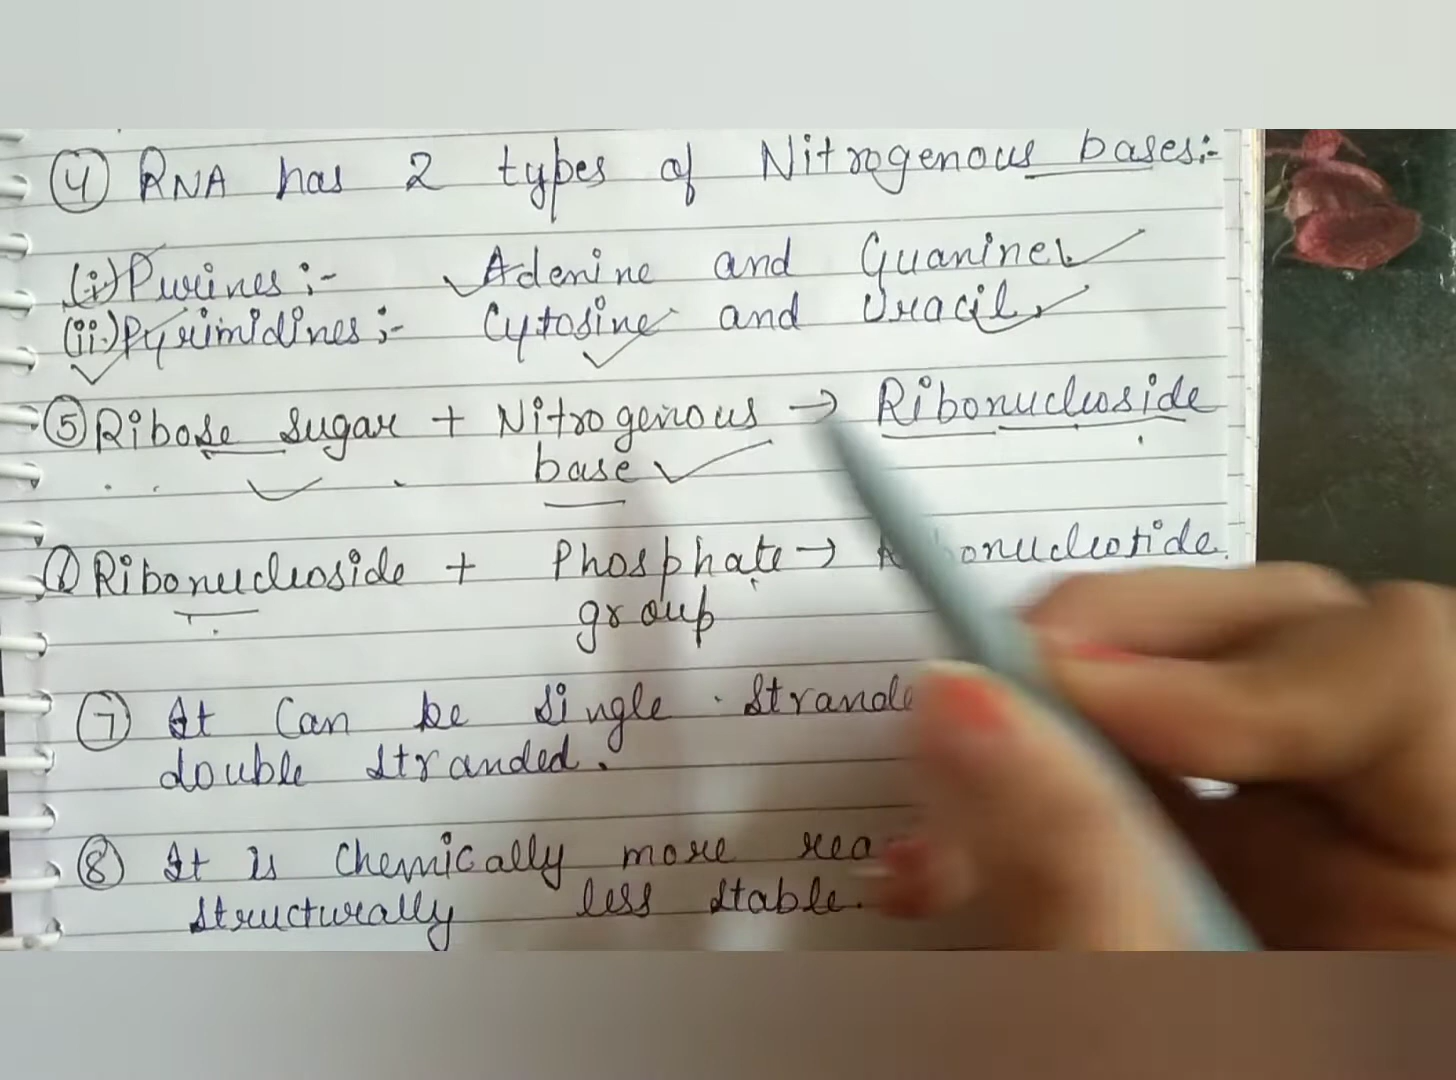 ④ RNA has 2 types of Nitrogenous bases:-
(i) Purines :- Adenine and Guanine
(ii) Pyrimidines :- Cytosine and Uracil
⑤ Ribose sugar + Nitrogenous → Ribonucleoside
base
Ribonucleoside + Phosphate → onucleotide
group
⑦ It can be single strande
double stranded.
⑧ It is chemically more rea
structurally less stable.